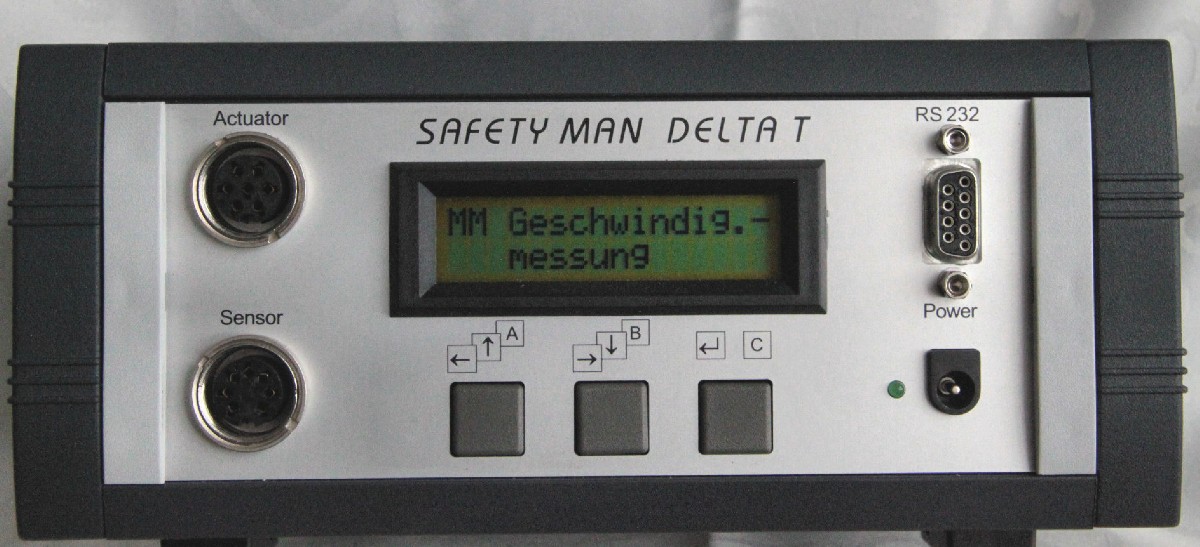 Actuator
SAFETY MAN DELTA T
RS 232
MM Geschwindig.-
messung
Sensor
Power
← ↑ A
→ ↓ B
↵ C